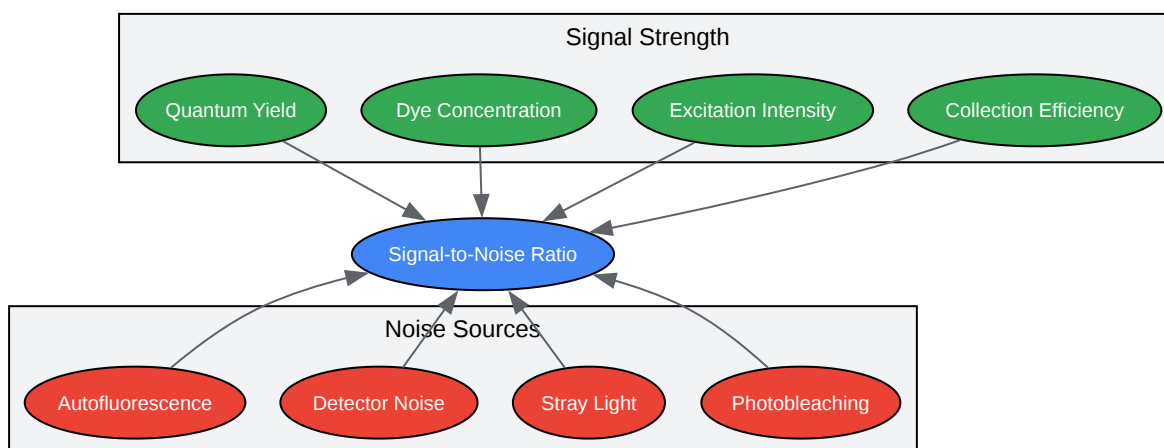 Signal Strength
Quantum Yield
Dye Concentration
Excitation Intensity
Collection Efficiency
Signal-to-Noise Ratio
Noise Sources
Autofluorescence
Detector Noise
Stray Light
Photobleaching